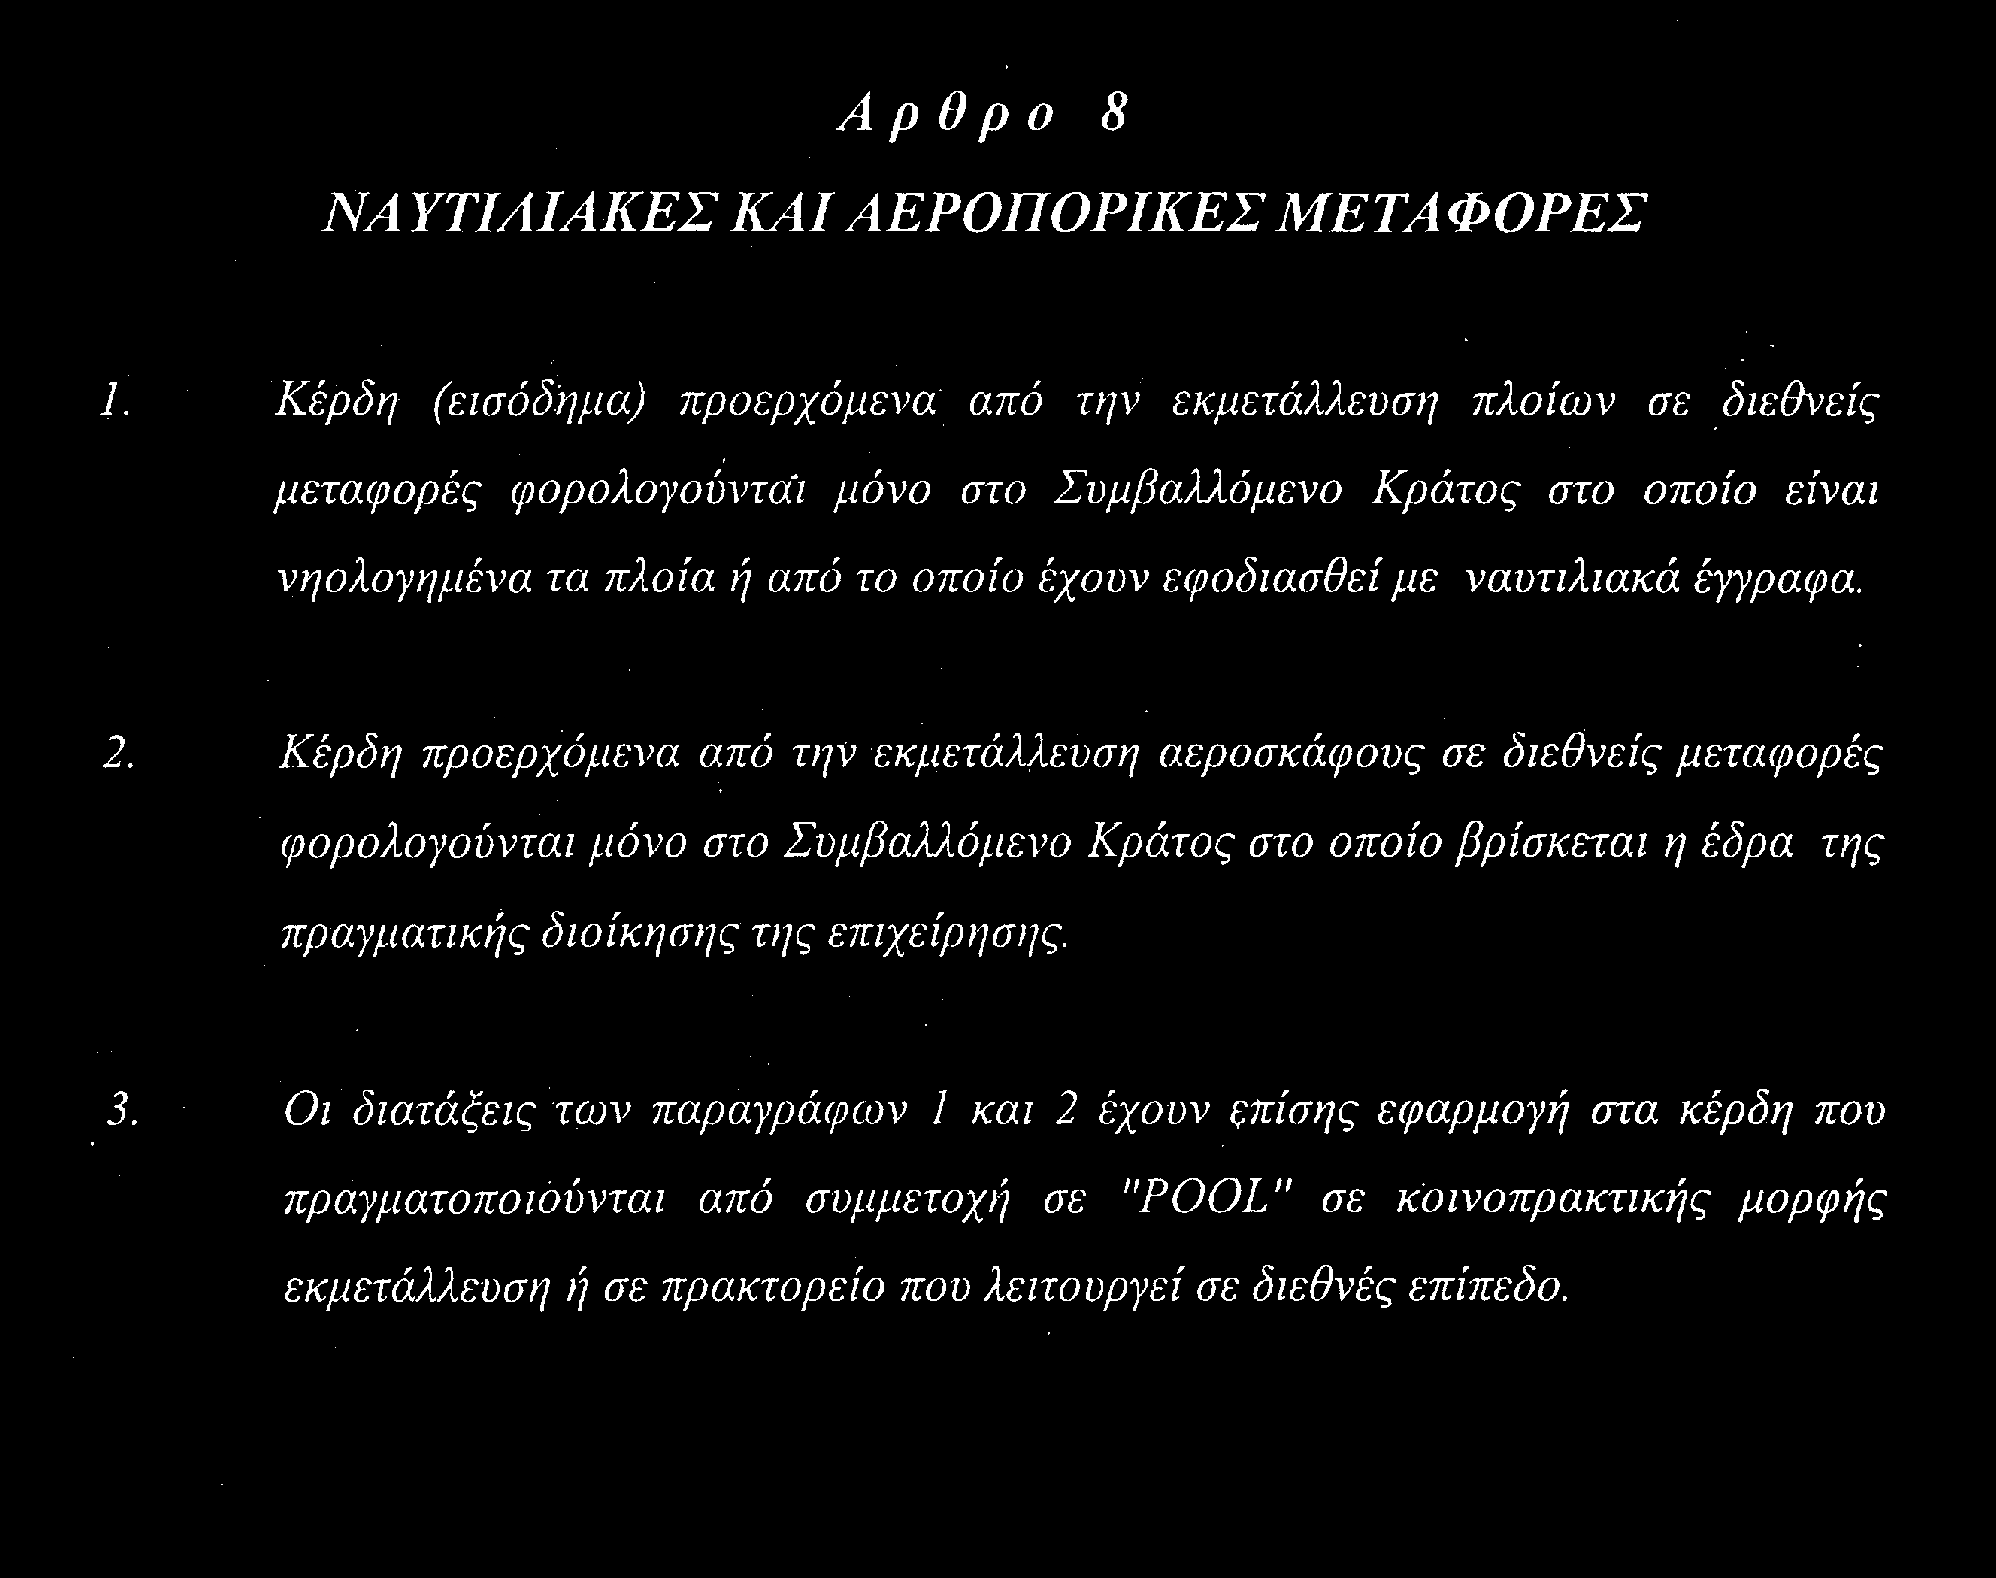 Αρθρο 8
ΝΑΥΤΙΛΙΑΚΕΣ ΚΑΙ ΑΕΡΟΠΟΡΙΚΕΣ ΜΕΤΑΦΟΡΕΣ
1. Κέρδη (εισόδημα) προερχόμενα από την εκμετάλλευση πλοίων σε διεθνείς
μεταφορές φορολογούνται μόνο στο Συμβαλλόμενο Κράτος στο οποίο είναι
νηολογημένα τα πλοία ή από το οποίο έχουν εφοδιασθεί με ναυτιλιακά έγγραφα.
2. Κέρδη προερχόμενα από την εκμετάλλευση αεροσκάφους σε διεθνείς μεταφορές
φορολογούνται μόνο στο Συμβαλλόμενο Κράτος στο οποίο βρίσκεται η έδρα της
πραγματικής διοίκησης της επιχείρησης.
3. Οι διατάξεις των παραγράφων 1 και 2 έχουν επίσης εφαρμογή στα κέρδη που
πραγματοποιούνται από συμμετοχή σε "POOL" σε κοινοπρακτικής μορφής
εκμετάλλευση ή σε πρακτορείο που λειτουργεί σε διεθνές επίπεδο.